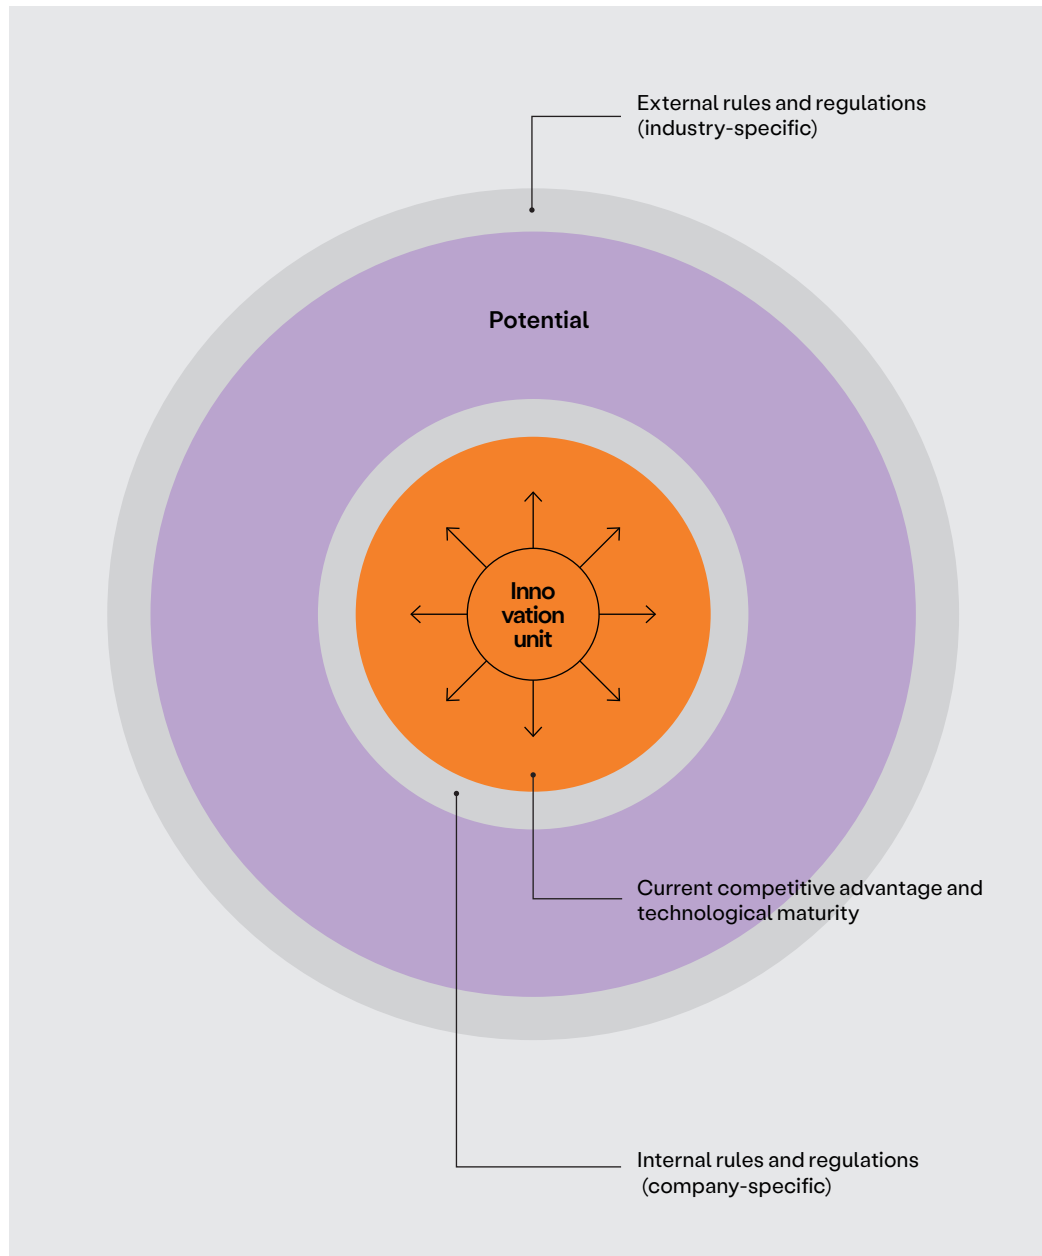 External rules and regulations
(industry-specific)
Potential
Inno
vation
unit
Current competitive advantage and
technological maturity
Internal rules and regulations
(company-specific)